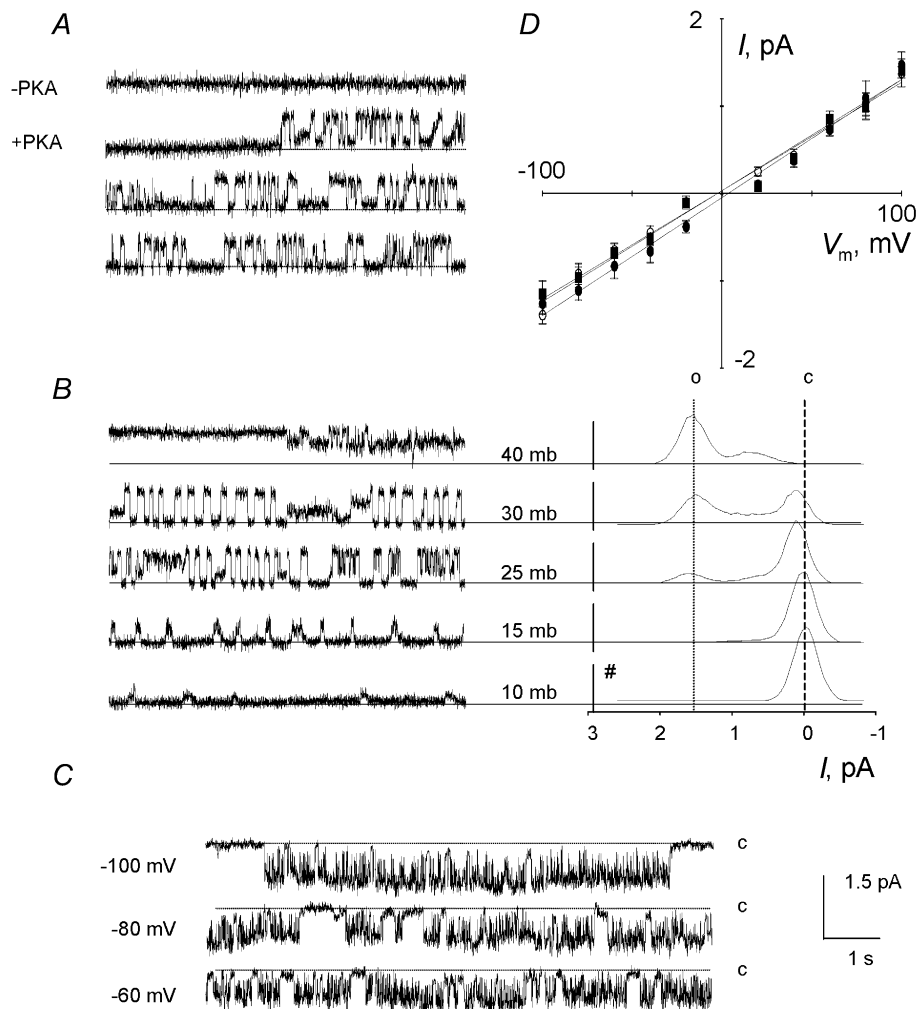 A
-PKA
+PKA
D
2
I, pA
-100
100
Vm, mV
-2
B
o
c
40 mb
30 mb
25 mb
15 mb
10 mb
#
3
2
1
0
-1
I, pA
C
-100 mV
c
-80 mV
c
-60 mV
c
1.5 pA
1 s